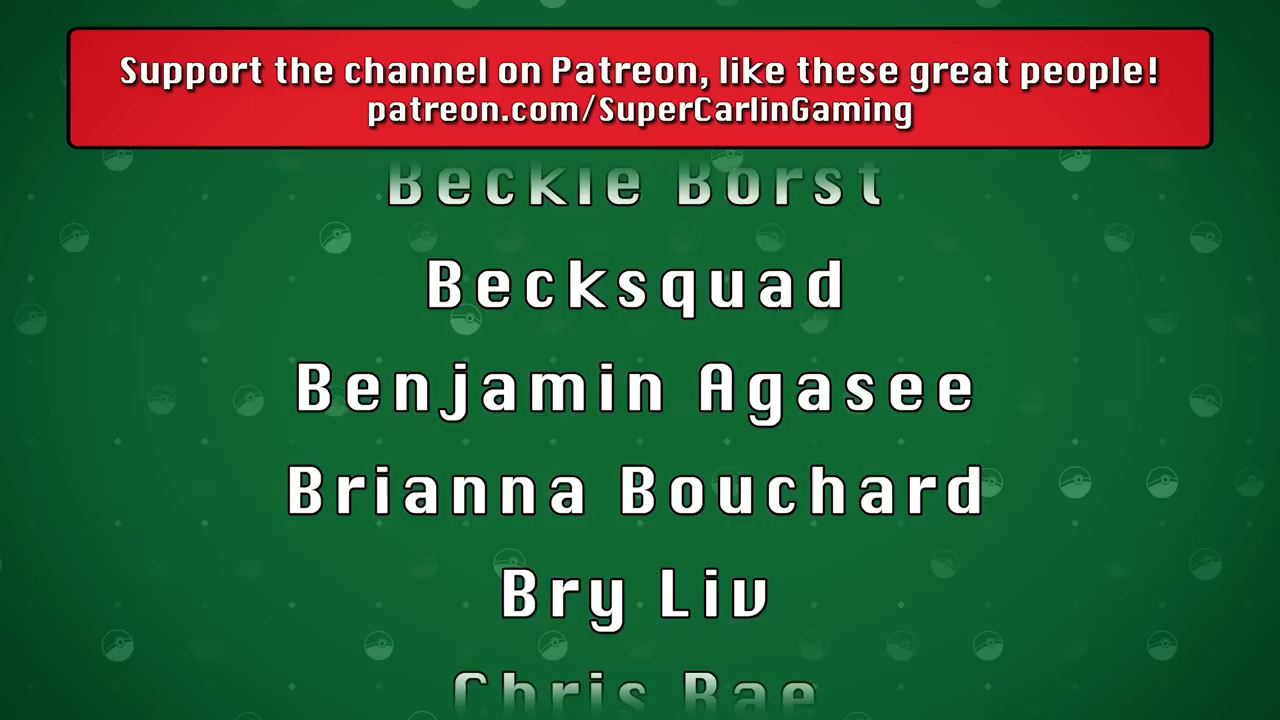 Support the channel on Patreon, like these great people!
patreon.com/SuperCarlinGaming
Beckie Borst
Becksquad
Benjamin Agasee
Brianna Bouchard
Bry Liv
Chris Rae